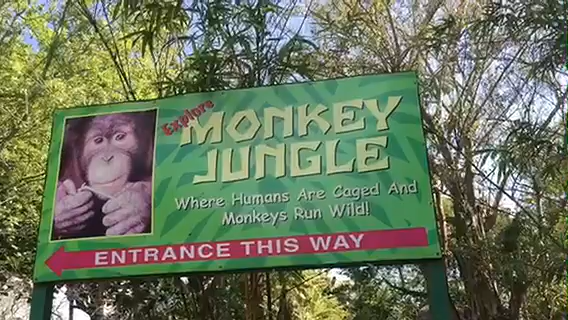 Explore
MONKEY
JUNGLE
Where Humans Are Caged And
Monkeys Run Wild!
ENTRANCE THIS WAY